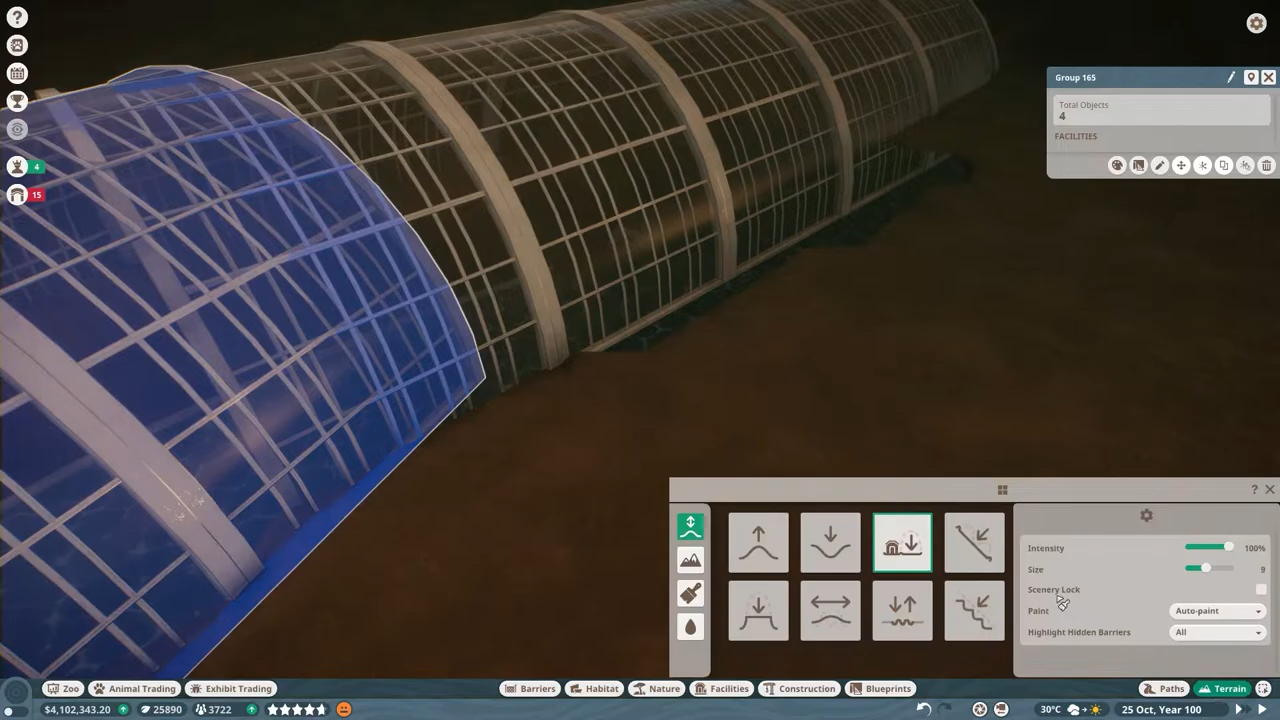 ?
4
15
Group 165
Total Objects
4
FACILITIES
?
Intensity 100%
Size 9
Scenery Lock
Paint Auto-paint
Highlight Hidden Barriers All
Zoo Animal Trading Exhibit Trading Barriers Habitat Nature Facilities Construction Blueprints Paths Terrain
$4,102,343.20 25890 3722 30°C 25 Oct, Year 100